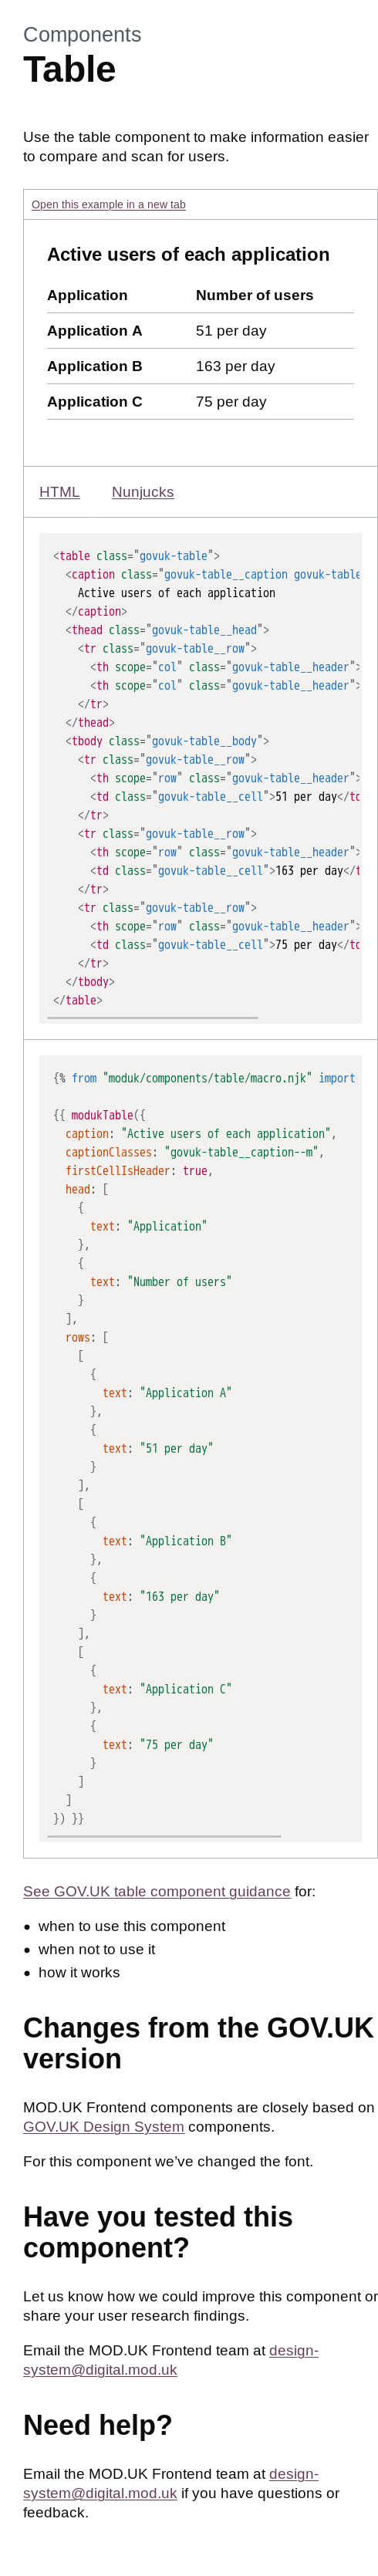 Components
Table
Use the table component to make information easier
to compare and scan for users.
Open this example in a new tab
Active users of each application
Application Number of users
Application A 51 per day
Application B 163 per day
Application C 75 per day
HTML Nunjucks
<table class="govuk-table">
  <caption class="govuk-table__caption govuk-table
    Active users of each application
  </caption>
  <thead class="govuk-table__head">
    <tr class="govuk-table__row">
      <th scope="col" class="govuk-table__header">
      <th scope="col" class="govuk-table__header">
    </tr>
  </thead>
  <tbody class="govuk-table__body">
    <tr class="govuk-table__row">
      <th scope="row" class="govuk-table__header">
      <td class="govuk-table__cell">51 per day</td
    </tr>
    <tr class="govuk-table__row">
      <th scope="row" class="govuk-table__header">
      <td class="govuk-table__cell">163 per day</t
    </tr>
    <tr class="govuk-table__row">
      <th scope="row" class="govuk-table__header">
      <td class="govuk-table__cell">75 per day</td
    </tr>
  </tbody>
</table>
{% from "moduk/components/table/macro.njk" import
{{ modukTable({
  caption: "Active users of each application",
  captionClasses: "govuk-table__caption--m",
  firstCellIsHeader: true,
  head: [
    {
      text: "Application"
    },
    {
      text: "Number of users"
    }
  ],
  rows: [
    [
      {
        text: "Application A"
      },
      {
        text: "51 per day"
      }
    ],
    [
      {
        text: "Application B"
      },
      {
        text: "163 per day"
      }
    ],
    [
      {
        text: "Application C"
      },
      {
        text: "75 per day"
      }
    ]
  ]
}) }}
See GOV.UK table component guidance for:
• when to use this component
• when not to use it
• how it works
Changes from the GOV.UK
version
MOD.UK Frontend components are closely based on
GOV.UK Design System components.
For this component we’ve changed the font.
Have you tested this
component?
Let us know how we could improve this component or
share your user research findings.
Email the MOD.UK Frontend team at design-
system@digital.mod.uk
Need help?
Email the MOD.UK Frontend team at design-
system@digital.mod.uk if you have questions or
feedback.